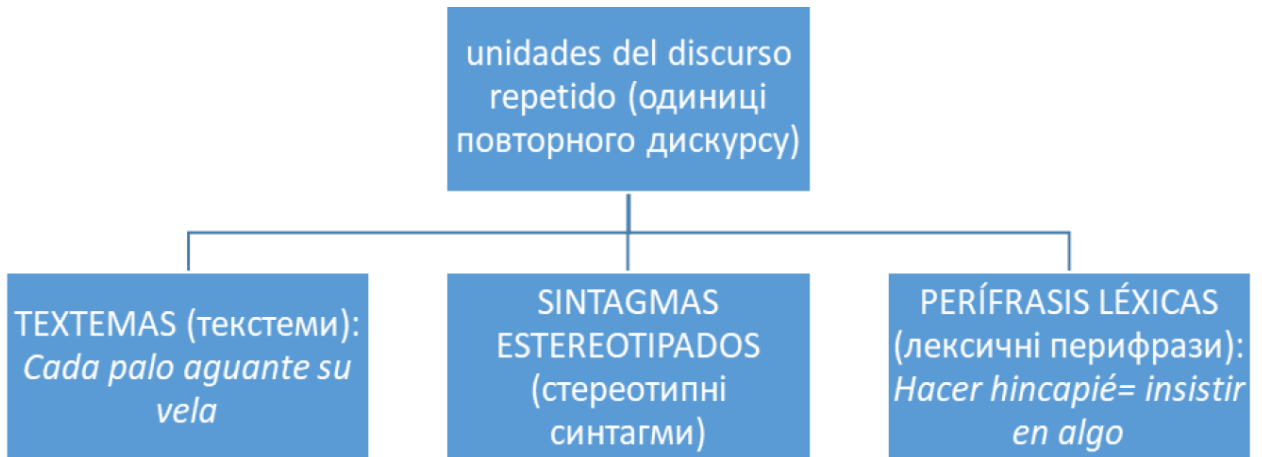 unidades del discurso
repetido (одиниці
повторного дискурсу)
TEXTEMAS (текстеми):
Cada palo aguante su
vela
SINTAGMAS
ESTEREOTIPADOS
(стереотипні
синтагми)
PERÍFRASIS LÉXICAS
(лексичні перифрази):
Hacer hincapié= insistir
en algo